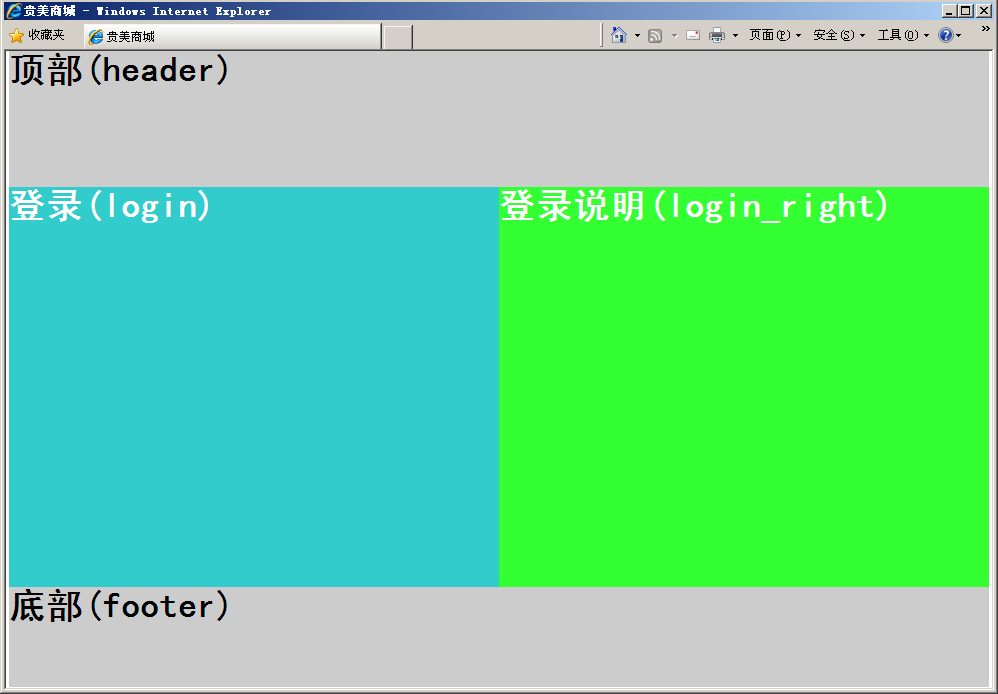 贵美商城 - Windows Internet Explorer
收藏夹 贵美商城 页面(P) 安全(S) 工具(O) »
顶部(header)
登录(login) 登录说明(login_right)
底部(footer)